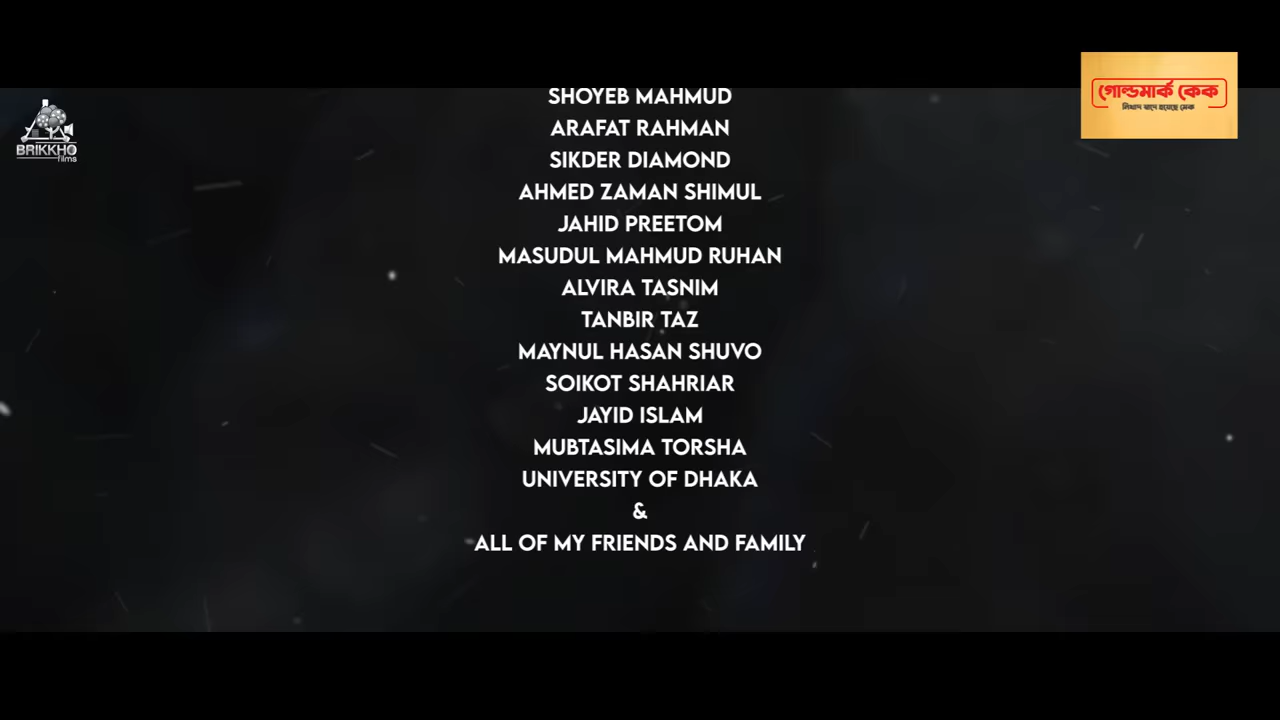 গোল্ডমার্ক কেক
BRIKKHO
films
SHOYEB MAHMUD
ARAFAT RAHMAN
SIKDER DIAMOND
AHMED ZAMAN SHIMUL
JAHID PREETOM
MASUDUL MAHMUD RUHAN
ALVIRA TASNIM
TANBIR TAZ
MAYNUL HASAN SHUVO
SOIKOT SHAHRIAR
JAYID ISLAM
MUBTASIMA TORSHA
UNIVERSITY OF DHAKA
&
ALL OF MY FRIENDS AND FAMILY